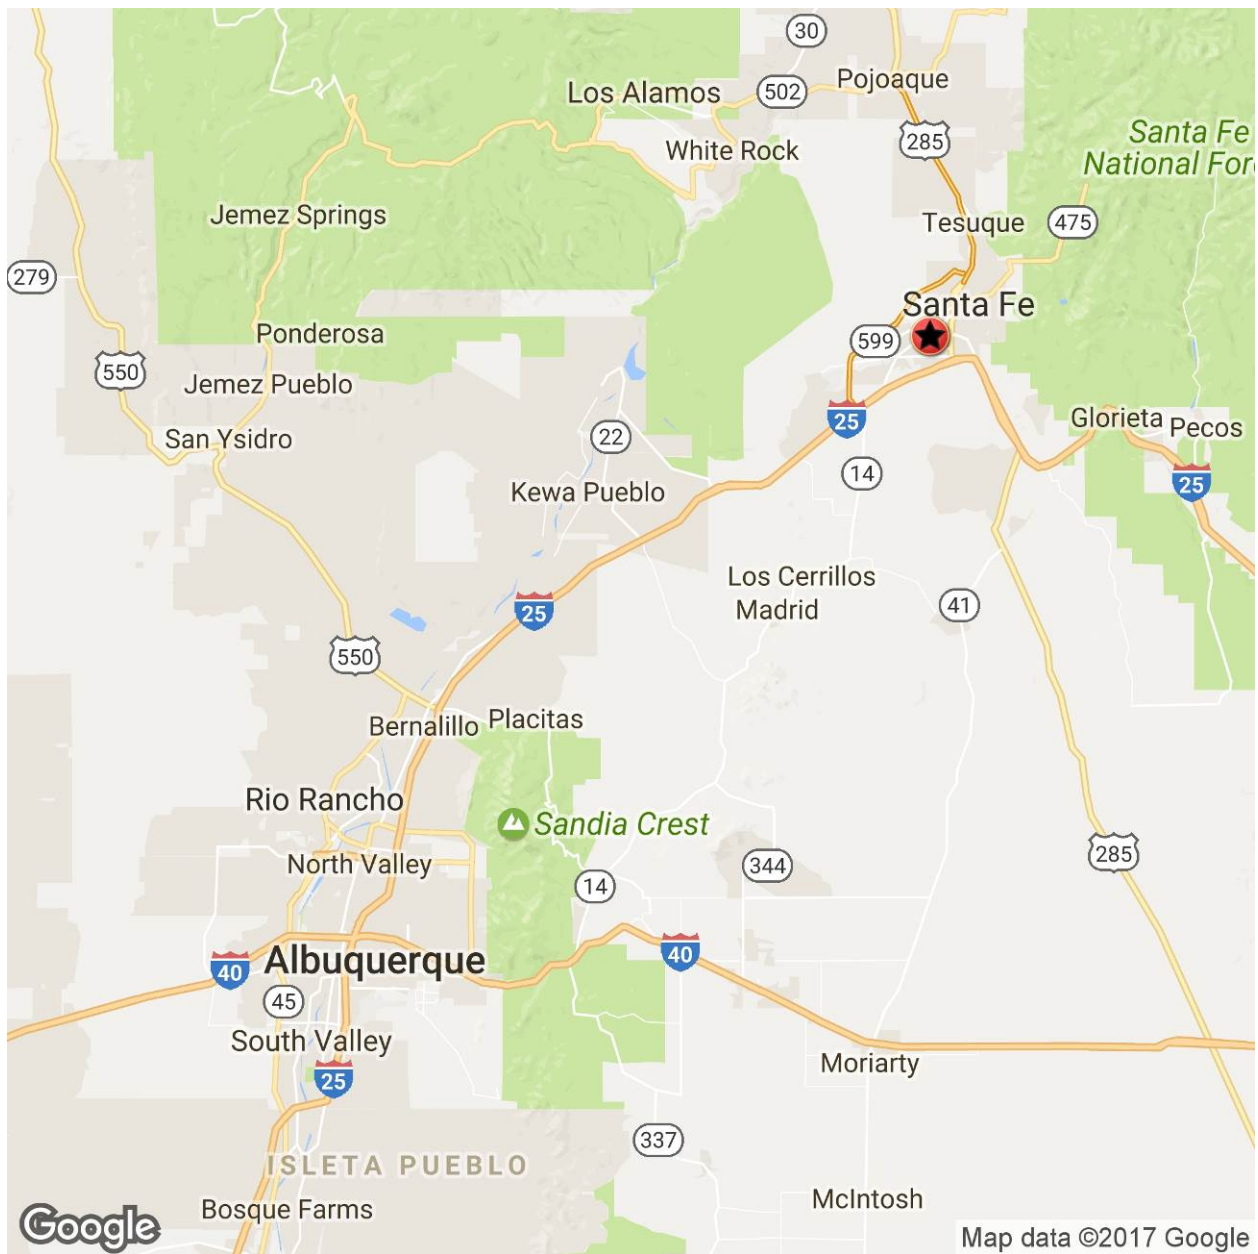 30
Pojoaque
Los Alamos
502
285
White Rock
Santa Fe
National Fore
Jemez Springs
Tesuque
475
279
Santa Fe
Ponderosa
599
550
Jemez Pueblo
25
Glorieta
Pecos
San Ysidro
22
14
25
Kewa Pueblo
Los Cerrillos
Madrid
41
25
550
Bernalillo
Placitas
Rio Rancho
Sandia Crest
North Valley
344
285
14
40
Albuquerque
40
45
South Valley
Moriarty
25
337
ISLETA PUEBLO
McIntosh
Bosque Farms
Google
Map data ©2017 Google